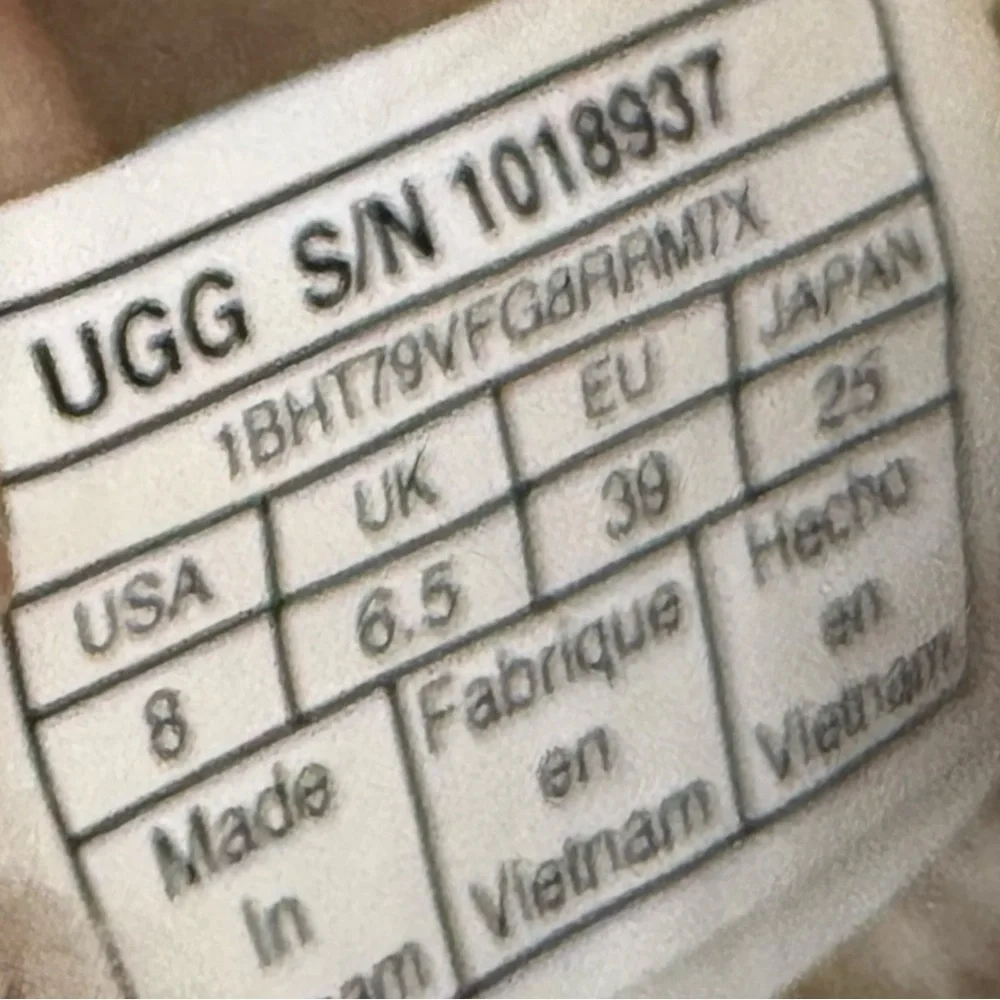 UGG S/N 1018937
1BHT79VFG8RRM7X
USA UK EU JAPAN
8 6.5 39 25
Made
In
Fabrique
en
Vietnam
Hecho
en
Vietnam